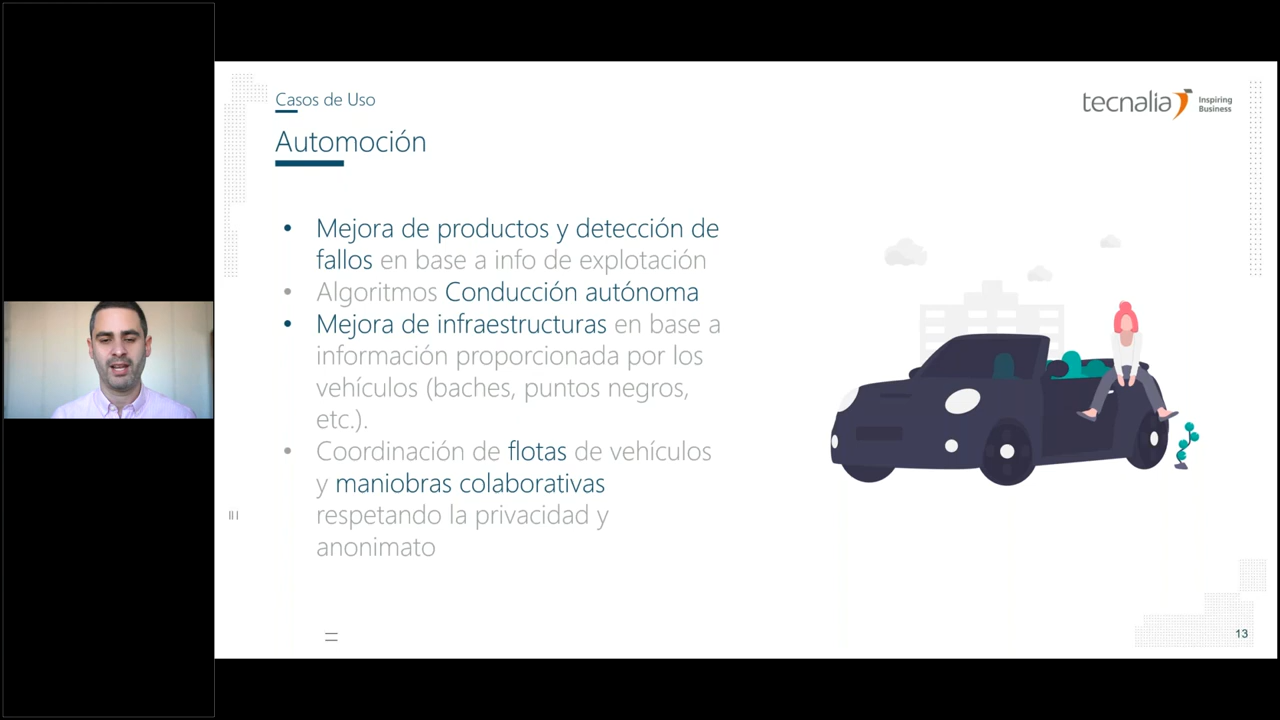 Casos de Uso
tecnalia Inspiring
Business
Automoción
• Mejora de productos y detección de
fallos en base a info de explotación
• Algoritmos Conducción autónoma
• Mejora de infraestructuras en base a
información proporcionada por los
vehículos (baches, puntos negros,
etc.).
• Coordinación de flotas de vehículos
y maniobras colaborativas
respetando la privacidad y
anonimato
13